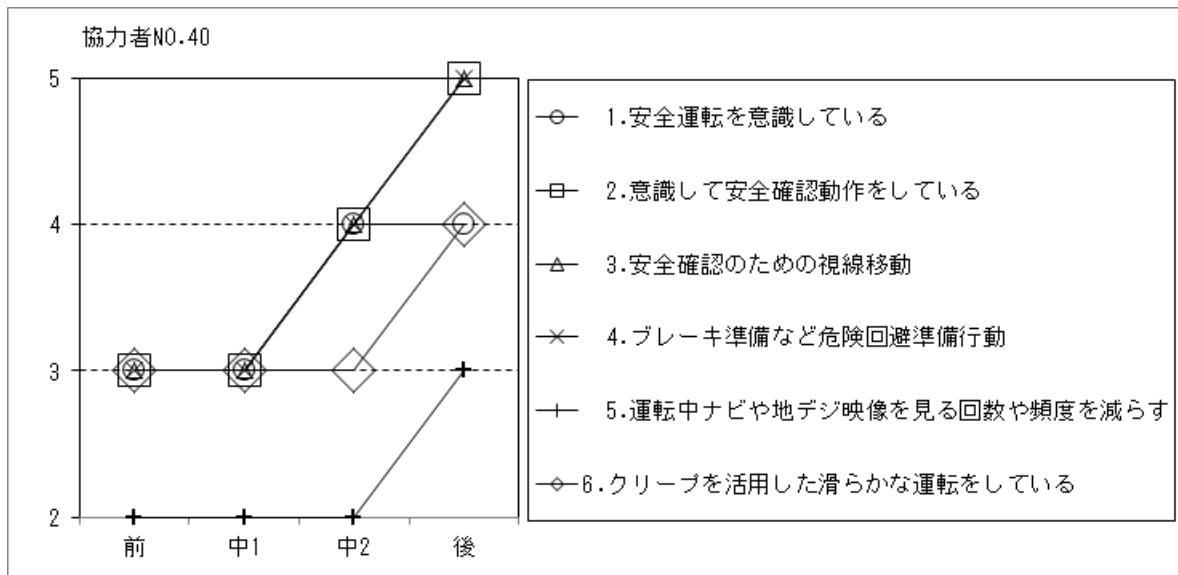 協力者NO.40
5
4
3
2
前 中1 中2 後
1.安全運転を意識している
2.意識して安全確認動作をしている
3.安全確認のための視線移動
4.ブレーキ準備など危険回避準備行動
5.運転中ナビや地デジ映像を見る回数や頻度を減らす
6.クリープを活用した滑らかな運転をしている